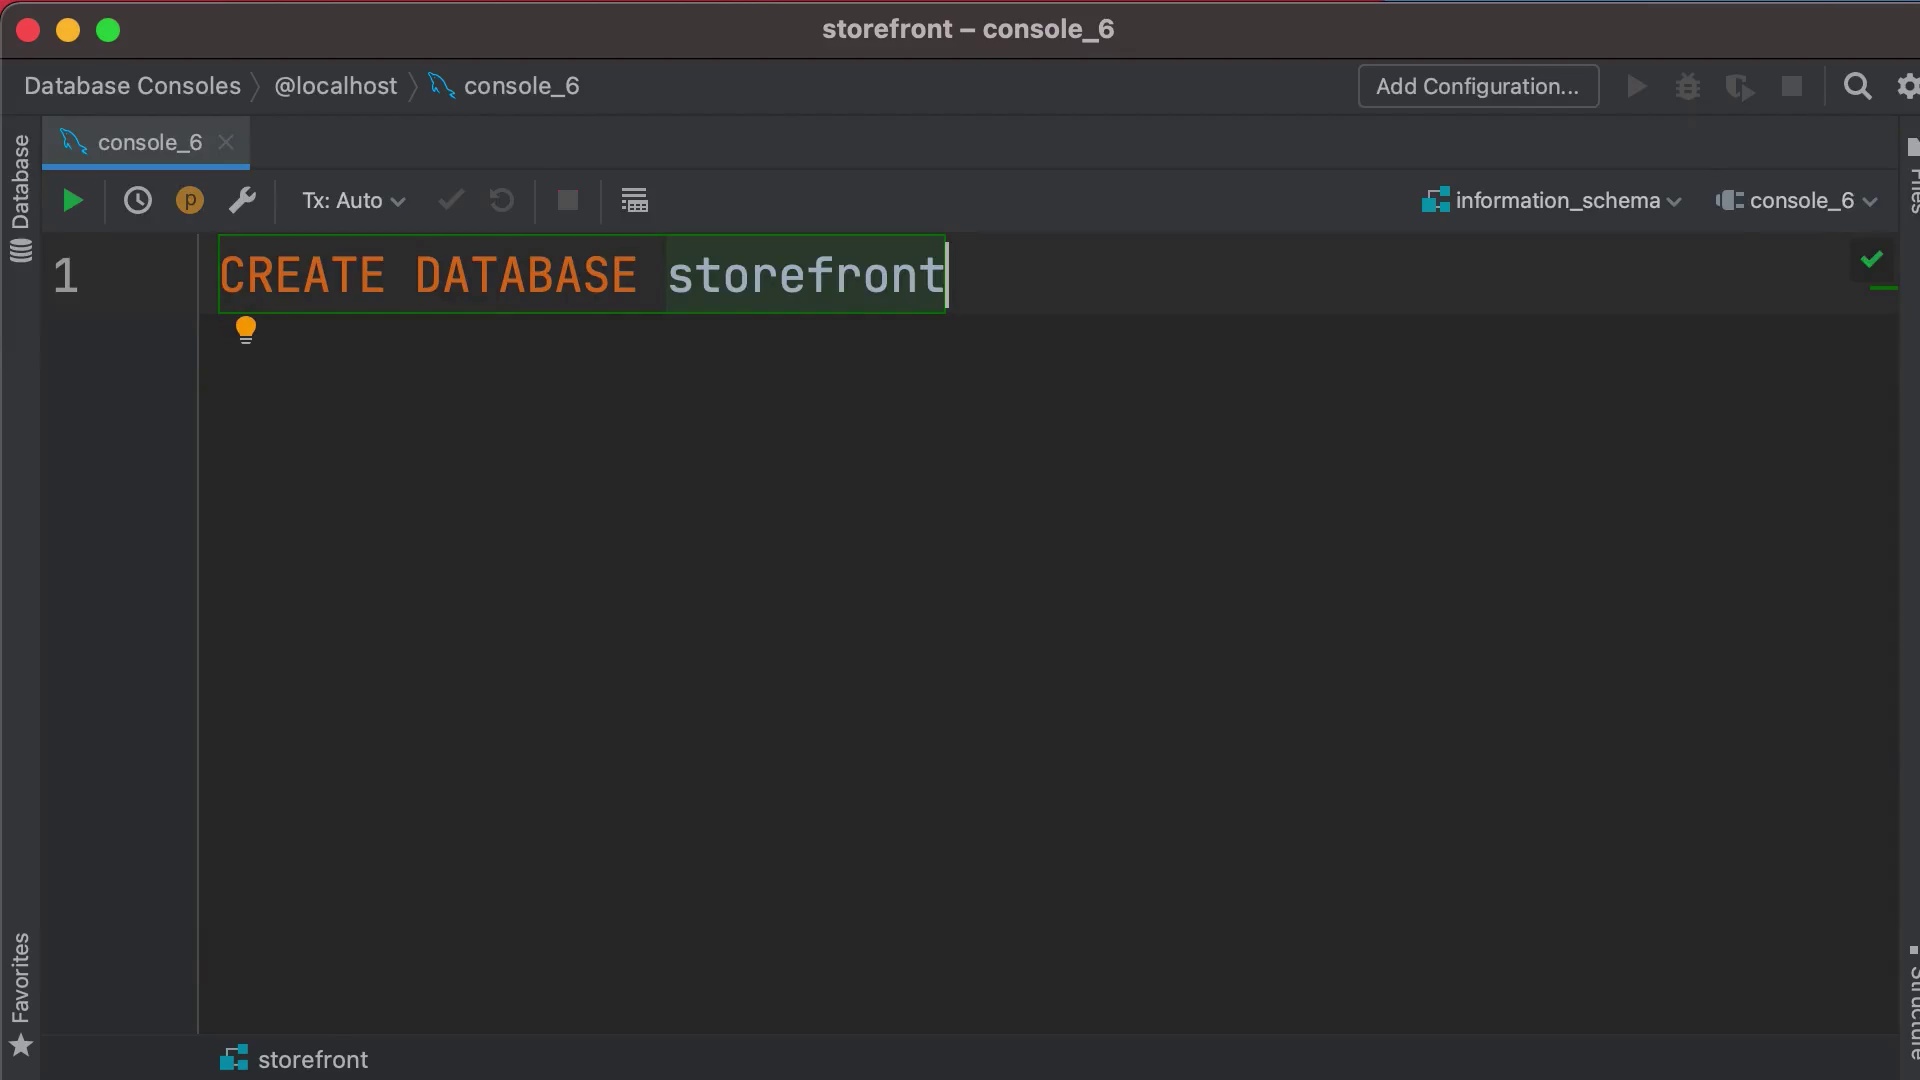 storefront – console_6
Database Consoles @localhost console_6
Add Configuration...
console_6
Database
Files
p
Tx: Auto
information_schema
console_6
1
CREATE DATABASE storefront
Favorites
Structure
storefront